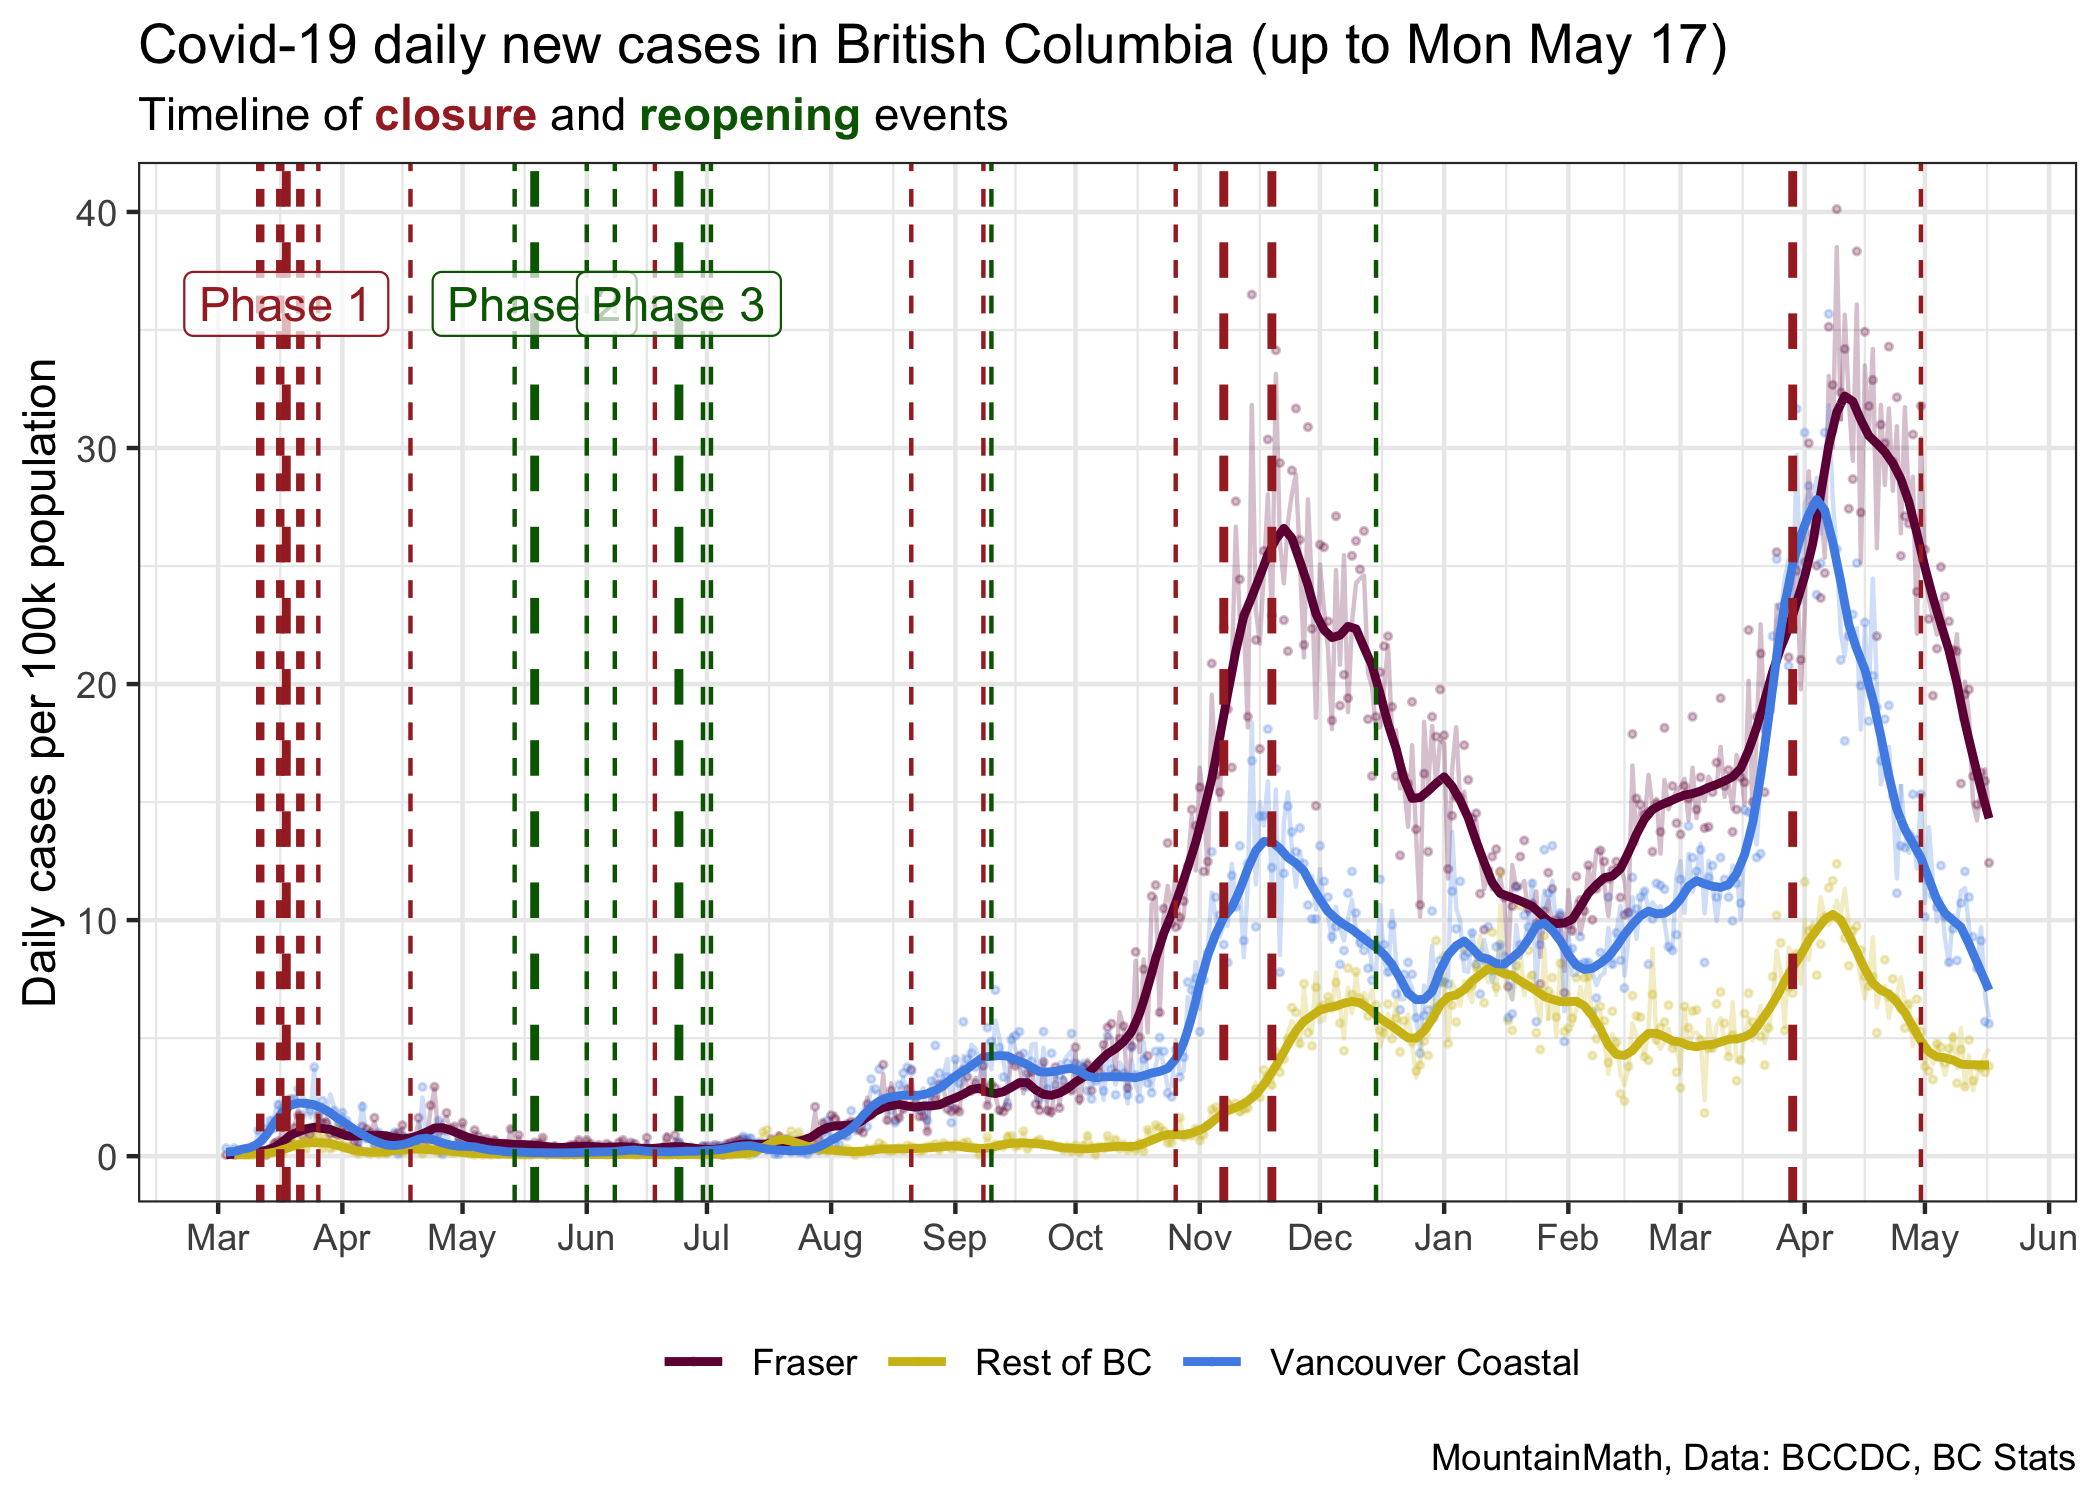 Covid-19 daily new cases in British Columbia (up to Mon May 17)
Timeline of closure and reopening events
Daily cases per 100k population
40
30
20
10
0
Phase 1
Phase
Phase 3
Mar Apr May Jun Jul Aug Sep Oct Nov Dec Jan Feb Mar Apr May Jun
Fraser Rest of BC Vancouver Coastal
MountainMath, Data: BCCDC, BC Stats